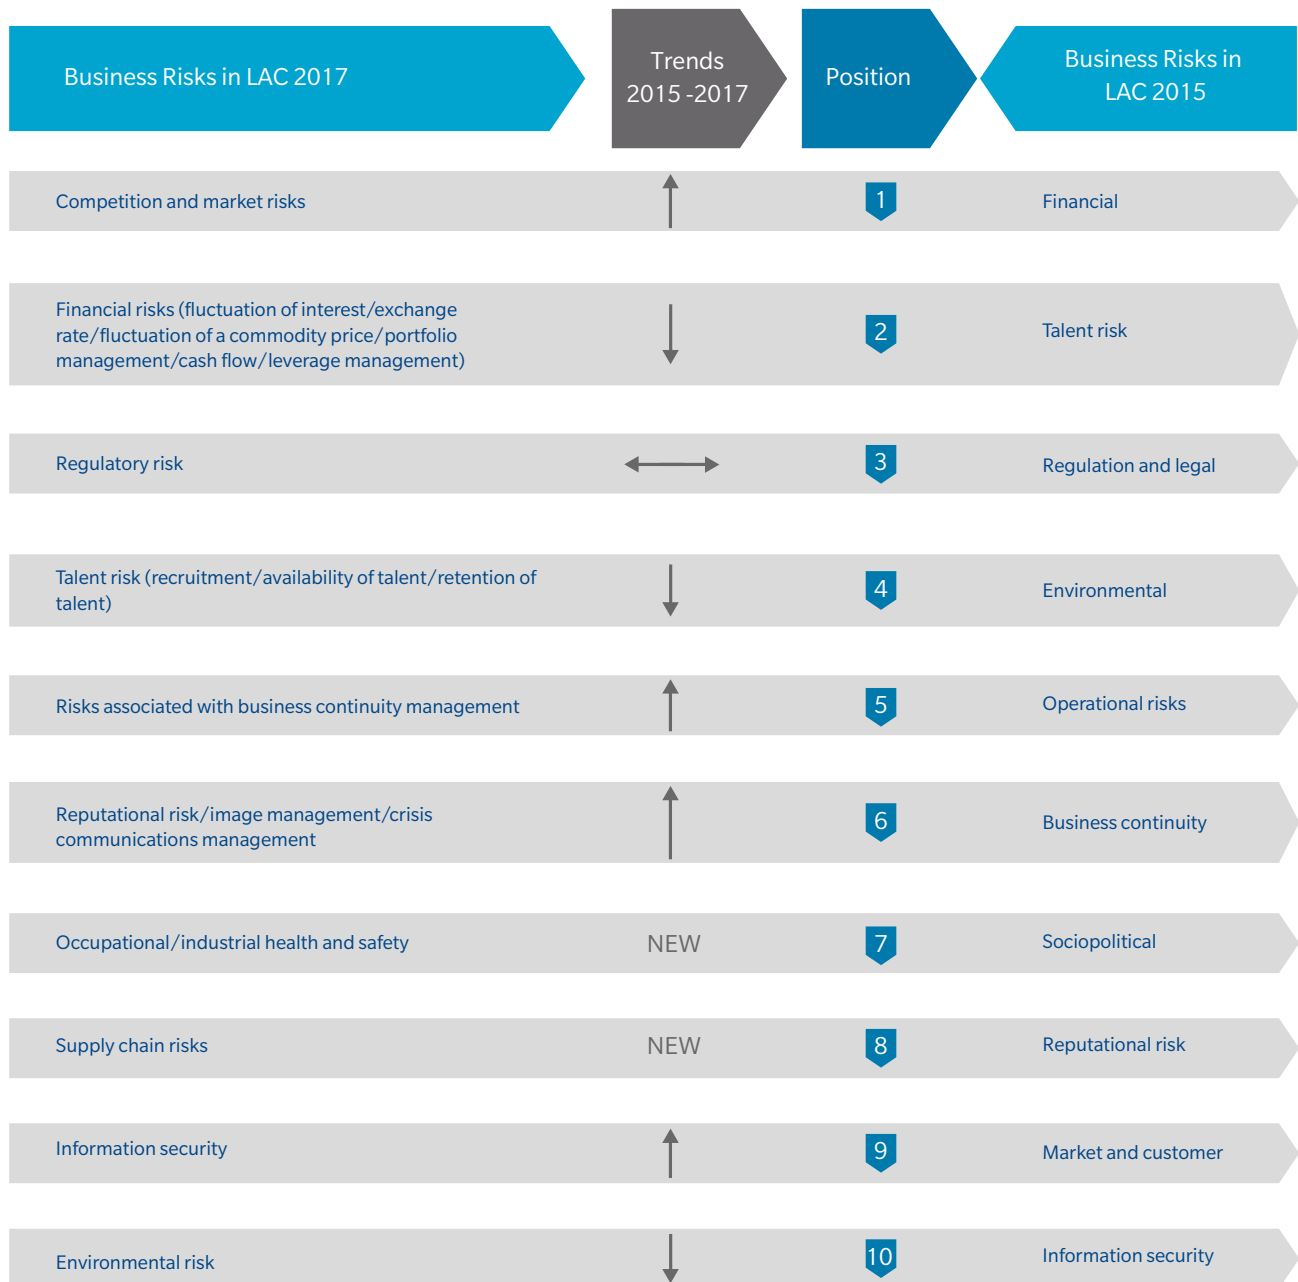 Business Risks in LAC 2017
Trends
2015 -2017
Position
Business Risks in
LAC 2015
Competition and market risks
1
Financial
Financial risks (fluctuation of interest/exchange
rate/fluctuation of a commodity price/portfolio
management/cash flow/leverage management)
2
Talent risk
Regulatory risk
3
Regulation and legal
Talent risk (recruitment/availability of talent/retention of
talent)
4
Environmental
Risks associated with business continuity management
5
Operational risks
Reputational risk/image management/crisis
communications management
6
Business continuity
Occupational/industrial health and safety
NEW
7
Sociopolitical
Supply chain risks
NEW
8
Reputational risk
Information security
9
Market and customer
Environmental risk
10
Information security